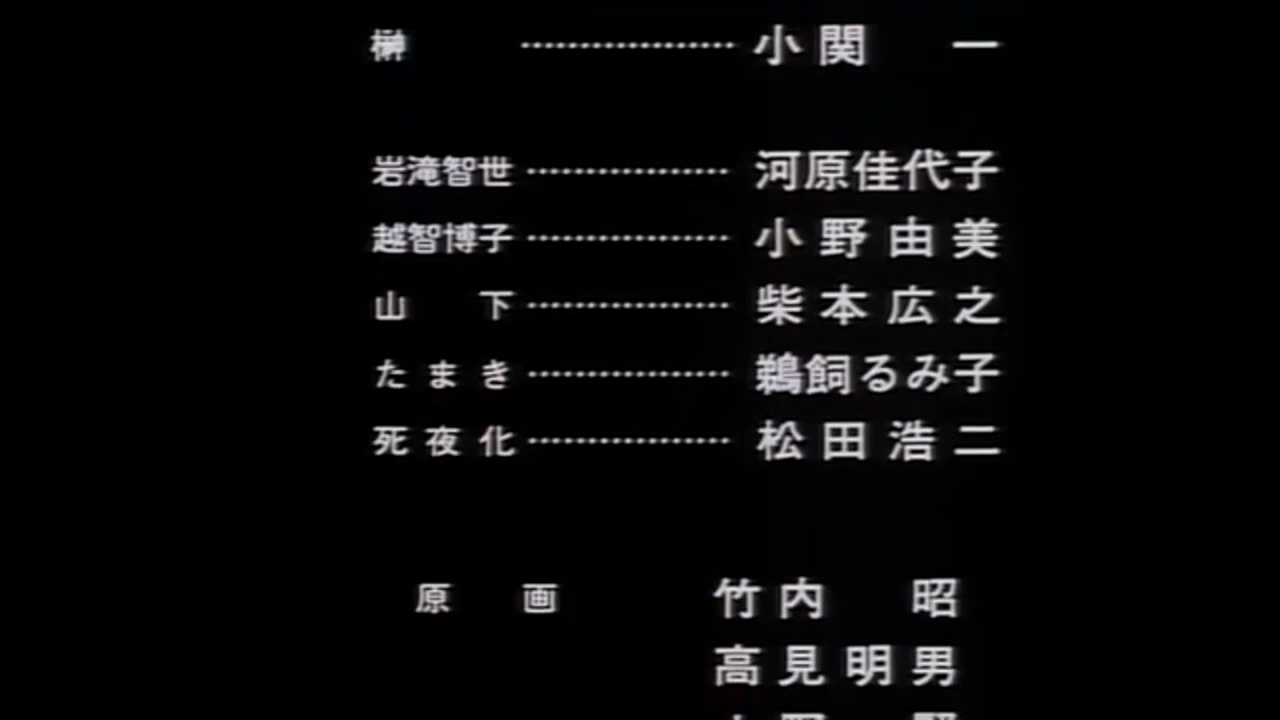 榊 ‥‥‥‥‥‥‥‥‥ 小関 一
岩滝智世 ‥‥‥‥‥‥‥‥‥ 河原佳代子
越智博子 ‥‥‥‥‥‥‥‥‥ 小野由美
山下 ‥‥‥‥‥‥‥‥‥ 柴本広之
たまき ‥‥‥‥‥‥‥‥‥ 鵜飼るみ子
死夜化 ‥‥‥‥‥‥‥‥‥ 松田浩二
原画 竹内 昭
高見明男